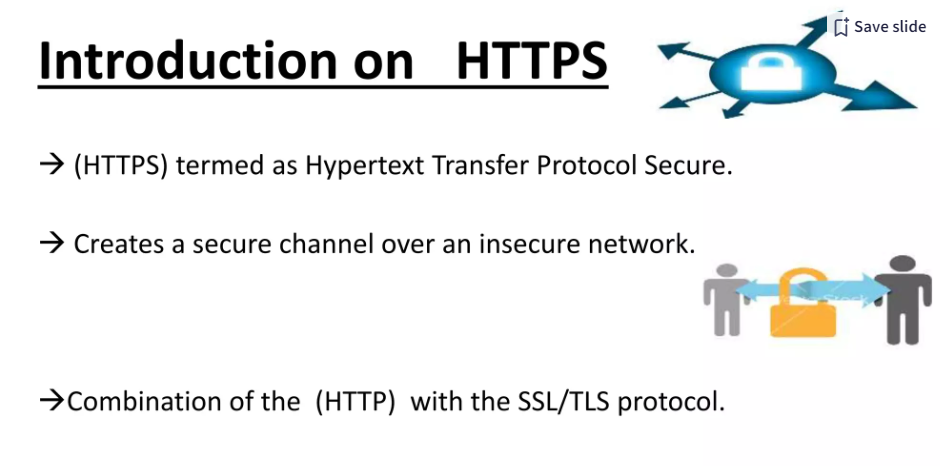 Save slide
Introduction on HTTPS
→ (HTTPS) termed as Hypertext Transfer Protocol Secure.
→ Creates a secure channel over an insecure network.
→Combination of the (HTTP) with the SSL/TLS protocol.